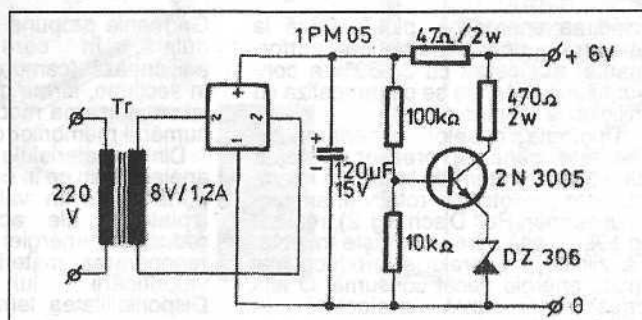 47Ω/2w
1PM05
+ 6V
470Ω
2w
100kΩ
Tr
+
~ ~
1
+
−
120µF
15V
2N 3005
220
V
8V/1,2A
10kΩ
DZ 306
0